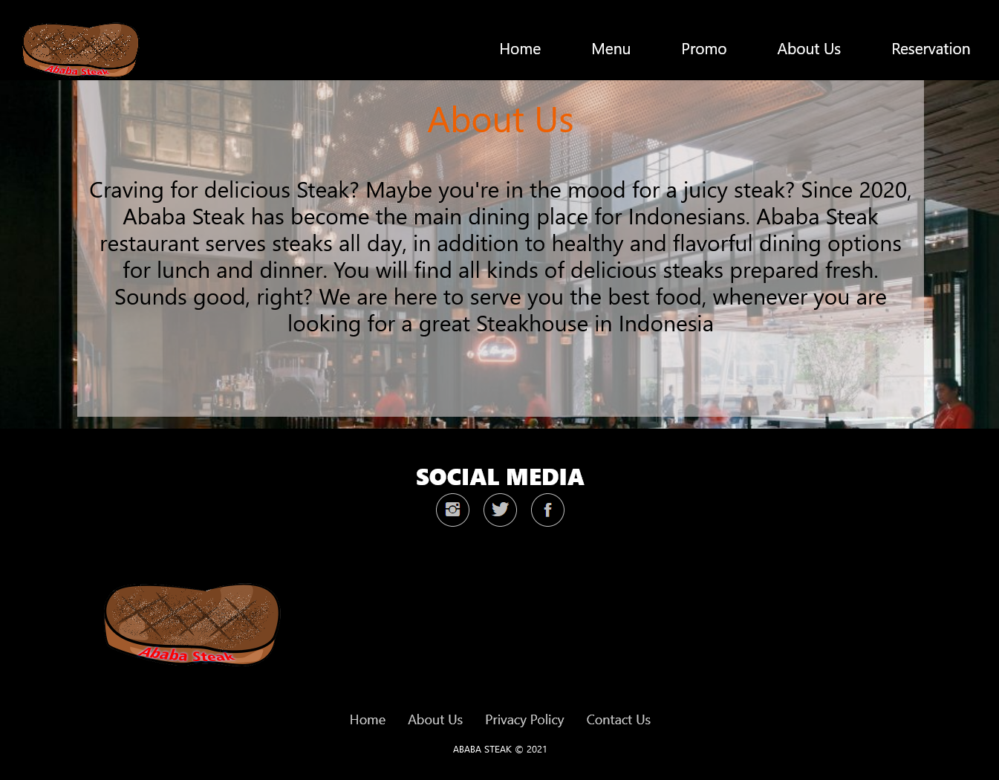 Ababa Steak
Home
Menu
Promo
About Us
Reservation
About Us
Craving for delicious Steak? Maybe you're in the mood for a juicy steak? Since 2020,
Ababa Steak has become the main dining place for Indonesians. Ababa Steak
restaurant serves steaks all day, in addition to healthy and flavorful dining options
for lunch and dinner. You will find all kinds of delicious steaks prepared fresh.
Sounds good, right? We are here to serve you the best food, whenever you are
looking for a great Steakhouse in Indonesia
SOCIAL MEDIA
Ababa Steak
Home
About Us
Privacy Policy
Contact Us
ABABA STEAK © 2021